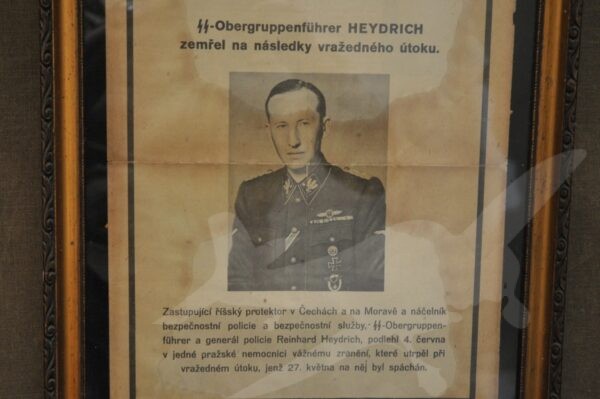 ᛋᛋ-Obergruppenführer HEYDRICH
zemřel na následky vražedného útoku.
Zastupující říšský protektor v Čechách a na Moravě a náčelník
bezpečnostní policie a bezpečnostní služby, ᛋᛋ-Obergruppen-
führer a generál policie Reinhard Heydrich, podlehl 4. června
v jedné pražské nemocnici vážnému zranění, které utrpěl při
vražedném útoku, jenž 27. května na něj byl spáchán.